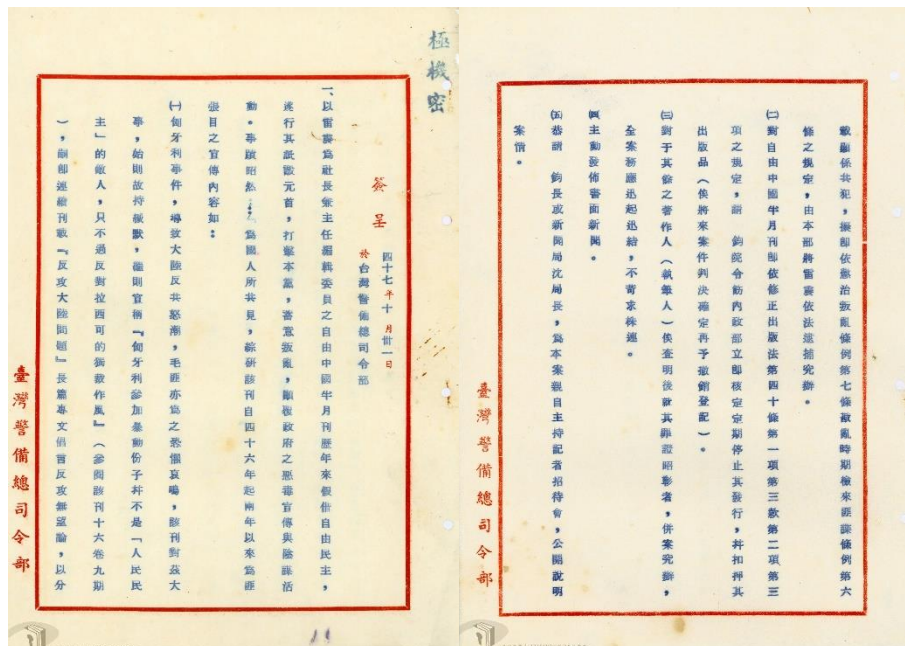 極機密
簽呈
四十七年十月卅一日
於台灣警備總司令部
一、以雷震為社長兼主任編輯委員之自由中國半月刊歷年來假借自由民主，
遂行其詆譭元首，打擊本黨，蓄意叛亂，顛覆政府之惡毒宣傳與陰謀活
動。事蹟昭然，為國人所共見，綜研該刊自四十六年起兩年以來為匪
張目之宣傳內容如：
㈠匈牙利事件，導致大陸反共怒潮，毛匪亦為之恐懼哀鳴，該刊對茲大
事，始則故持緘默，繼則宣稱『匈牙利參加暴動份子幷不是「人民民
主」的敵人，只不過反對拉西可的獨裁作風』（參閱該刊十六卷九期
），嗣即連續刊載『反攻大陸問題』長篇專文倡言反攻無望論，以分
臺灣警備總司令部
載顯係共犯，擬即依懲治叛亂條例第七條戡亂時期檢肅匪諜條例第六
條之規定，由本部將雷震依法逮捕究辦。
㈡對自由中國半月刊即依修正出版法第四十條第一項第三款第二項第三
項之規定，請　鈞院令飭內政部立即核定定期停止其發行，幷扣押其
出版品（俟將來案件判決確定再予撤銷登記）。
㈢對于其餘之著作人（執筆人）俟查明後就其罪證昭彰者，併案究辦，
全案務應迅起迅結，不苛求株連。
㈣主動發佈書面新聞。
㈤恭請　鈞長或新聞局沈局長，為本案親自主持記者招待會，公開說明
案情。
臺灣警備總司令部